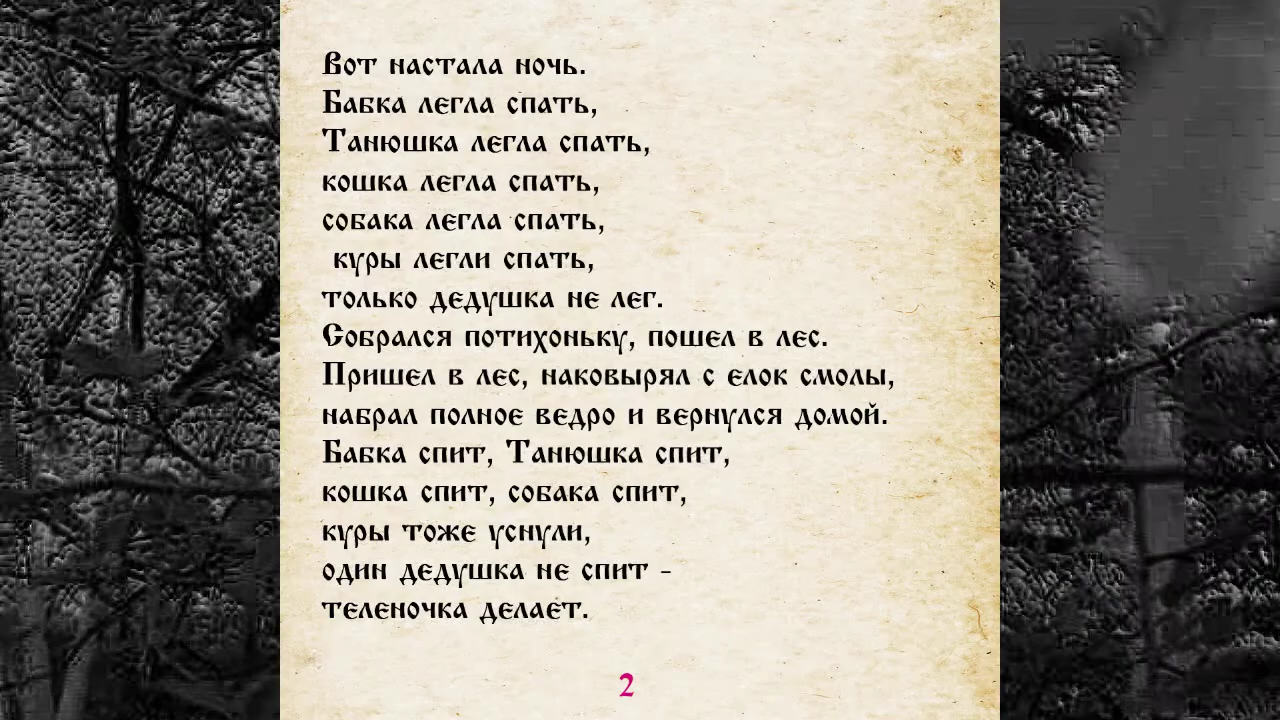 Вот настала ночь.
Бабка легла спать,
Танюшка легла спать,
кошка легла спать,
собака легла спать,
куры легли спать,
только дедушка не лег.
Собрался потихоньку, пошел в лес.
Пришел в лес, наковырял с елок смолы,
набрал полное ведро и вернулся домой.
Бабка спит, Танюшка спит,
кошка спит, собака спит,
куры тоже уснули,
один дедушка не спит -
теленочка делает.
2